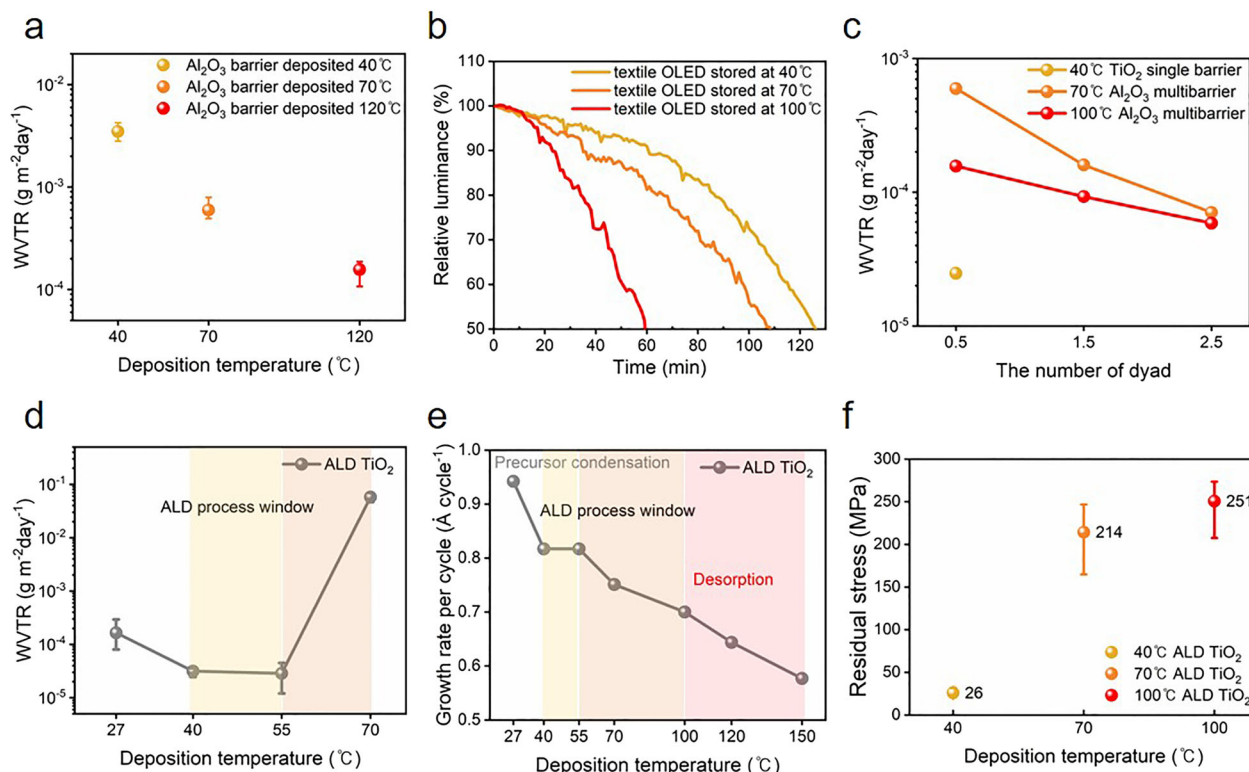 a
Al₂O₃ barrier deposited 40℃
Al₂O₃ barrier deposited 70℃
Al₂O₃ barrier deposited 120℃
WVTR (g m⁻²day⁻¹)
10⁻²
10⁻³
10⁻⁴
40
70
120
Deposition temperature (℃)
b
textile OLED stored at 40℃
textile OLED stored at 70℃
textile OLED stored at 100℃
Relative luminance (%)
110
100
90
80
70
60
50
0
20
40
60
80
100
120
Time (min)
c
40℃ TiO₂ single barrier
70℃ Al₂O₃ multibarrier
100℃ Al₂O₃ multibarrier
WVTR (g m⁻²day⁻¹)
10⁻³
10⁻⁴
10⁻⁵
0.5
1.5
2.5
The number of dyad
d
ALD TiO₂
ALD process window
WVTR (g m⁻²day⁻¹)
10⁻¹
10⁻²
10⁻³
10⁻⁴
10⁻⁵
27
40
55
70
Deposition temperature (℃)
e
Precursor condensation
ALD TiO₂
ALD process window
Desorption
Growth rate per cycle (Å cycle⁻¹)
1.0
0.9
0.8
0.7
0.6
0.5
27
40
55
70
100
120
150
Deposition temperature (℃)
f
Residual stress (MPa)
300
250
200
150
100
50
0
26
214
251
40℃ ALD TiO₂
70℃ ALD TiO₂
100℃ ALD TiO₂
40
70
100
Deposition temperature (℃)